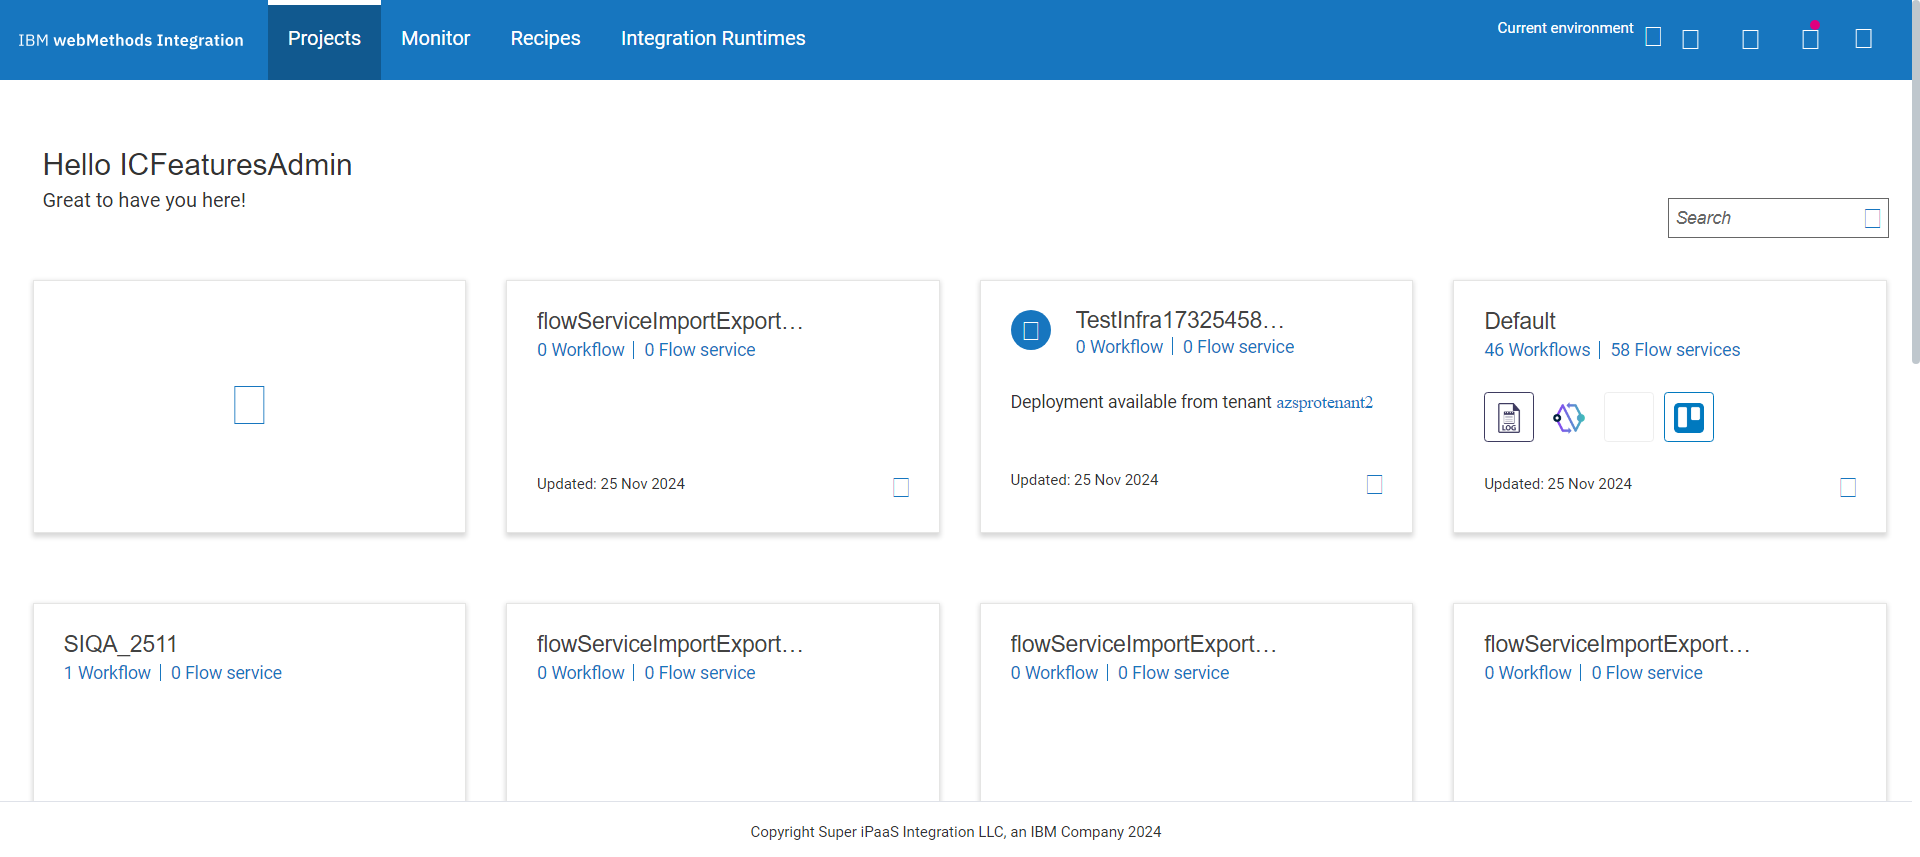 IBM webMethods Integration
Projects
Monitor
Recipes
Integration Runtimes
Current environment
Hello ICFeaturesAdmin
Great to have you here!
Search
flowServiceImportExport...
0 Workflow | 0 Flow service
Updated: 25 Nov 2024
TestInfra17325458...
0 Workflow | 0 Flow service
Deployment available from tenant azsprotenant2
Updated: 25 Nov 2024
Default
46 Workflows | 58 Flow services
LOG
Updated: 25 Nov 2024
SIQA_2511
1 Workflow | 0 Flow service
flowServiceImportExport...
0 Workflow | 0 Flow service
flowServiceImportExport...
0 Workflow | 0 Flow service
flowServiceImportExport...
0 Workflow | 0 Flow service
Copyright Super iPaaS Integration LLC, an IBM Company 2024